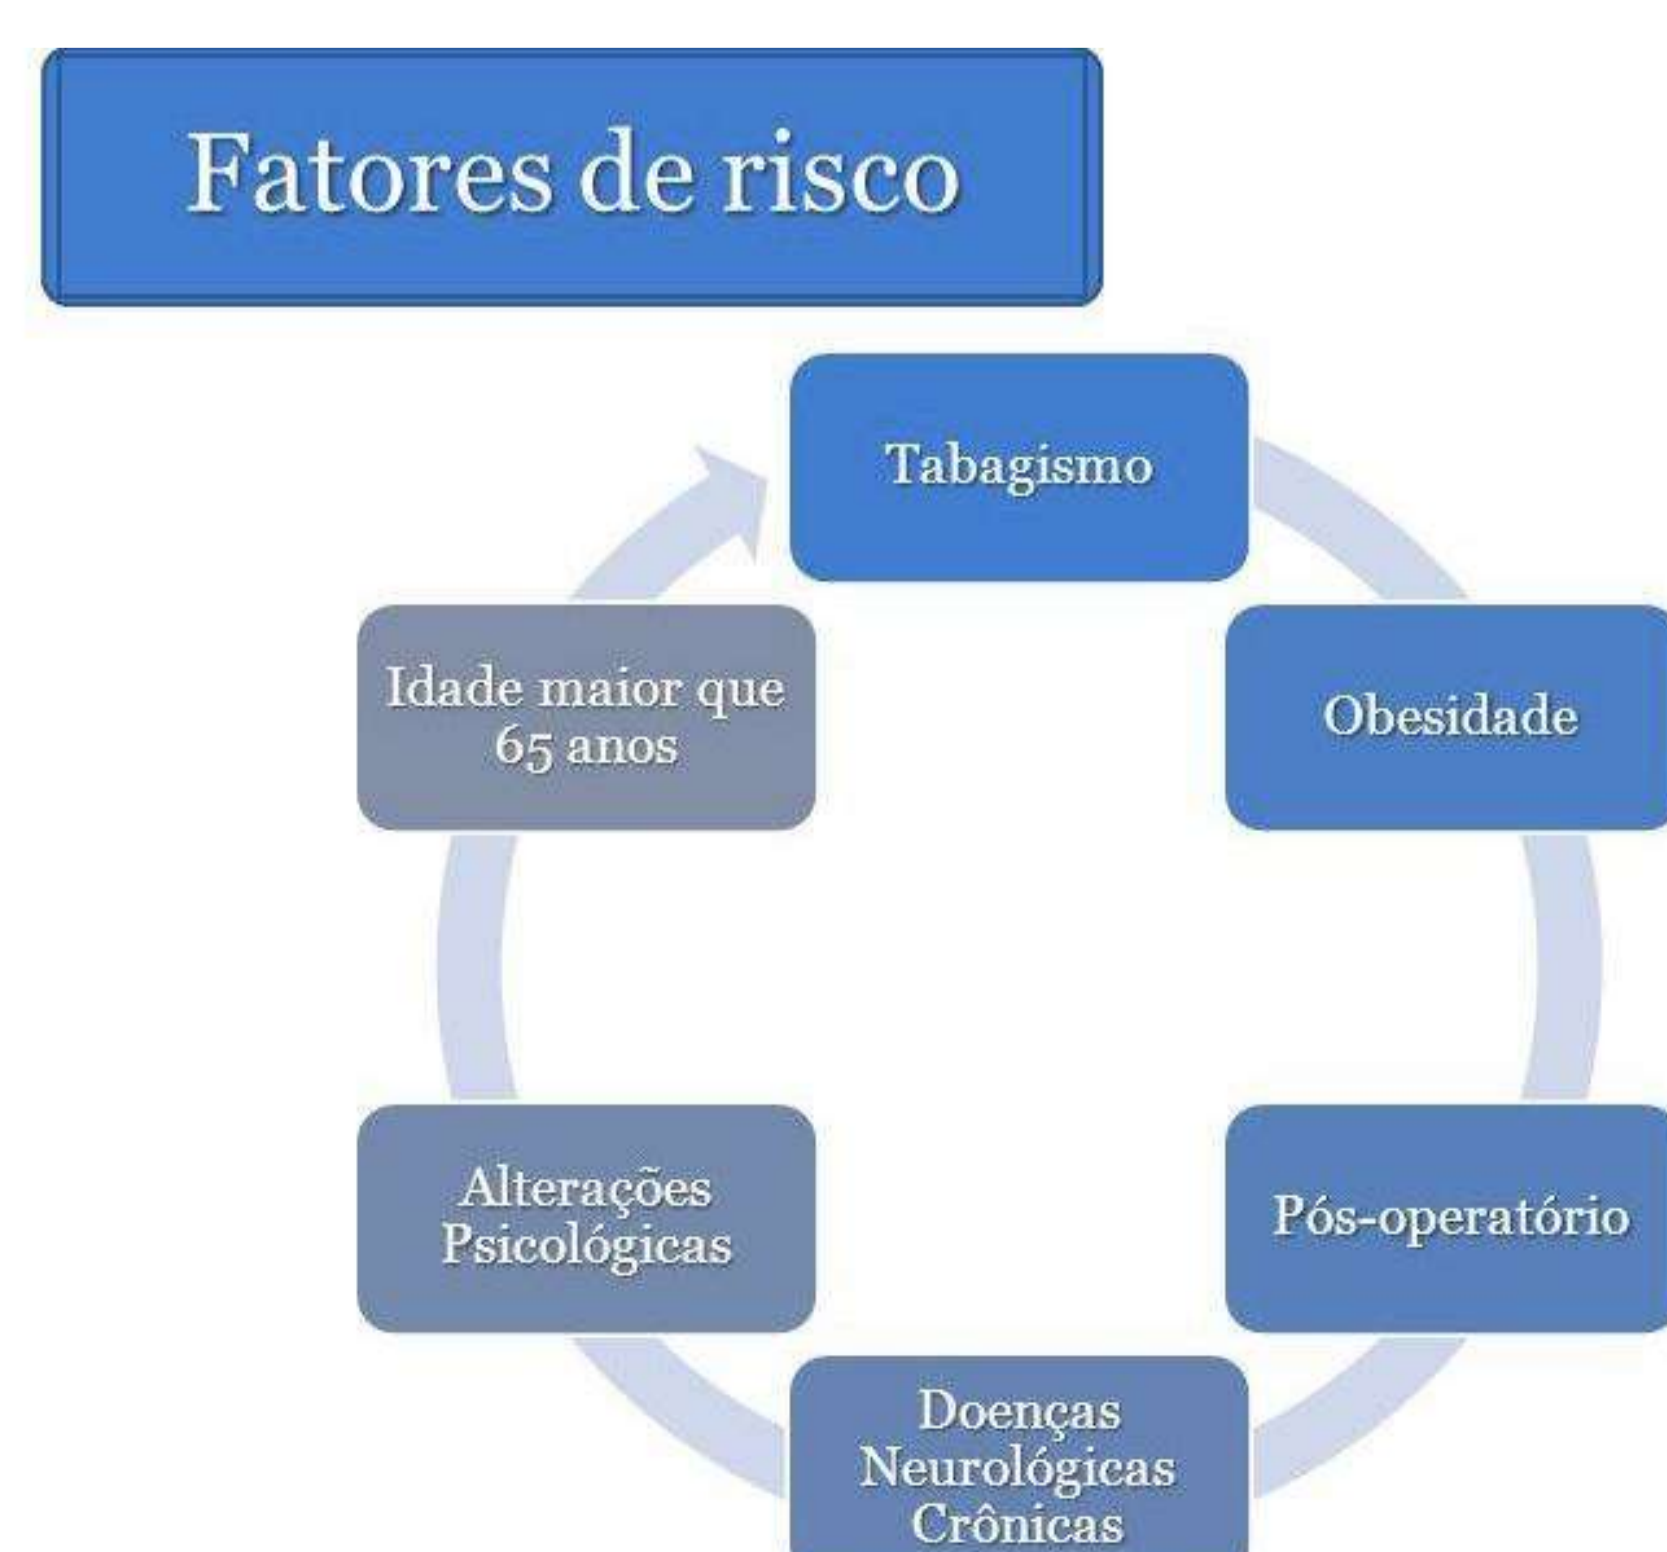 Fatores de risco
Tabagismo
Obesidade
Pós-operatório
Doenças
Neurológicas
Crônicas
Alterações
Psicológicas
Idade maior que
65 anos